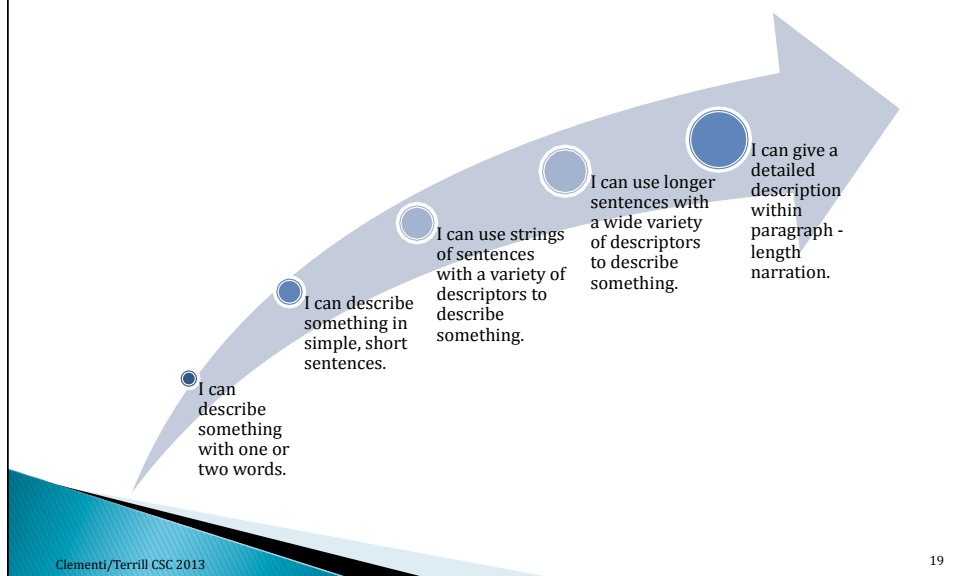 I can
describe
something
with one or
two words.
I can describe
something in
simple, short
sentences.
I can use strings
of sentences
with a variety of
descriptors to
describe
something.
I can use longer
sentences with
a wide variety
of descriptors
to describe
something.
I can give a
detailed
description
within
paragraph -
length
narration.
Clementi/Terrill CSC 2013
19